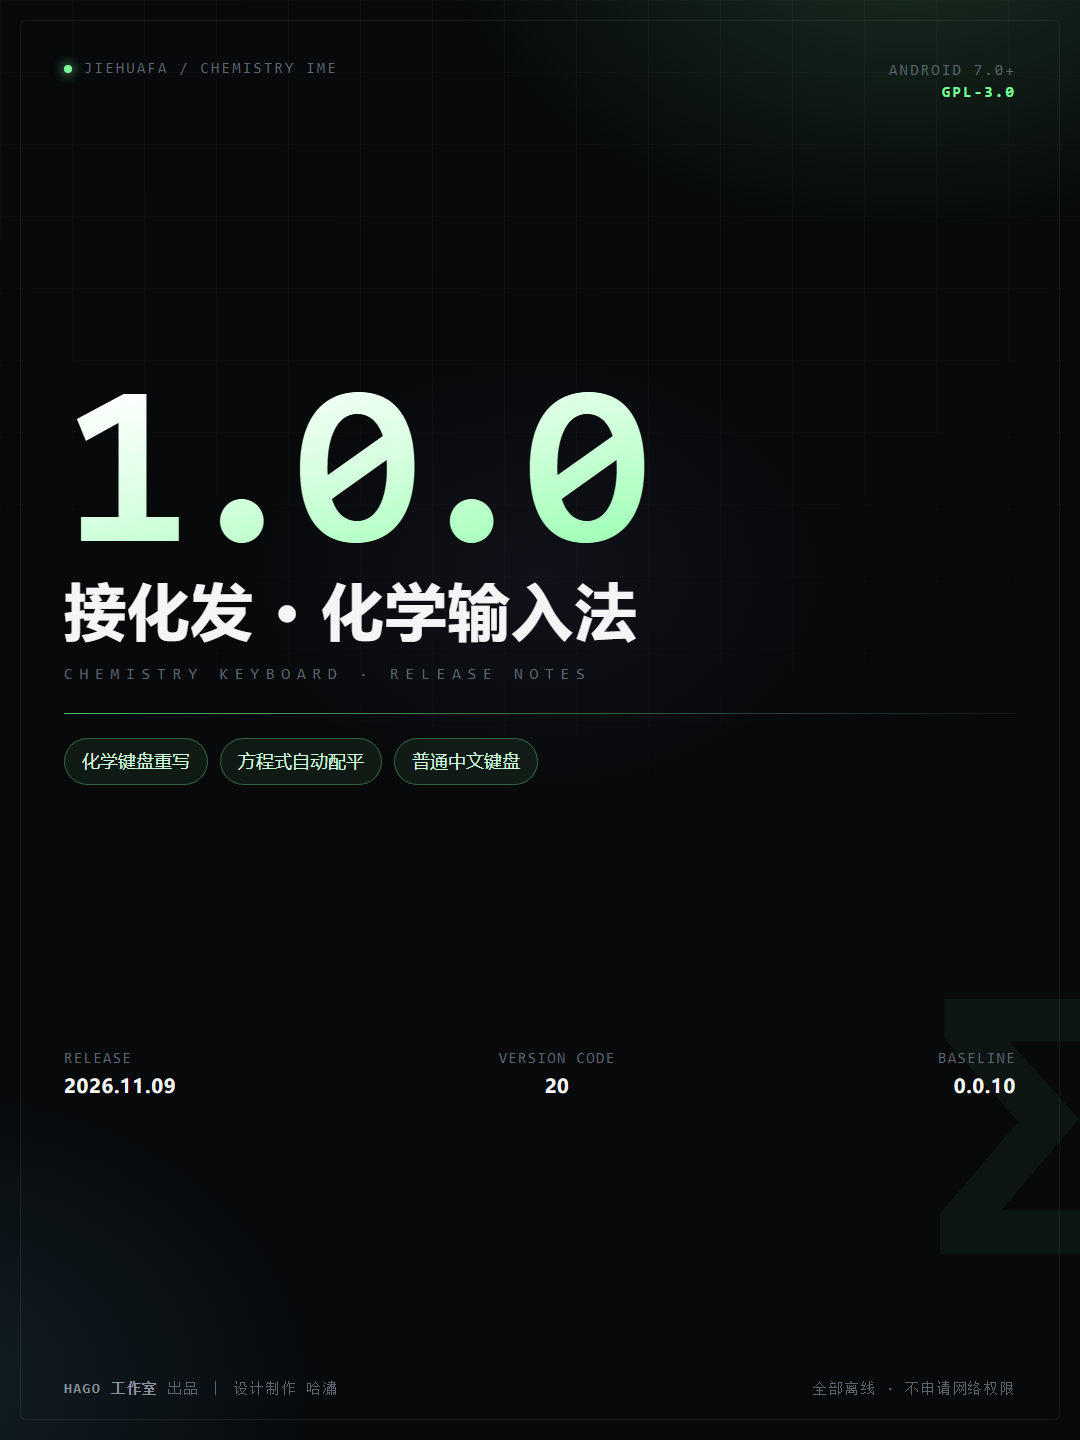 JIEHUAFA / CHEMISTRY IME
ANDROID 7.0+
GPL-3.0
1.0.0
接化发·化学输入法
CHEMISTRY KEYBOARD · RELEASE NOTES
化学键盘重写
方程式自动配平
普通中文键盘
RELEASE
2026.11.09
VERSION CODE
20
BASELINE
0.0.10
Σ
HAGO 工作室 出品 | 设计制作 哈潚
全部离线 · 不申请网络权限